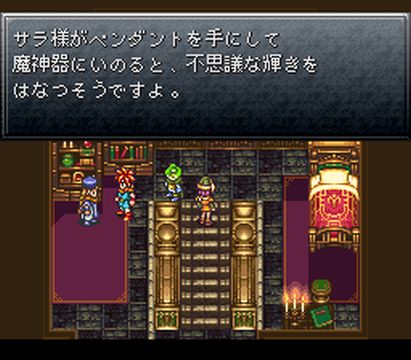 サラ様がペンダントを手にして
魔神器にいのると、不思議な輝きを
はなつそうですよ。